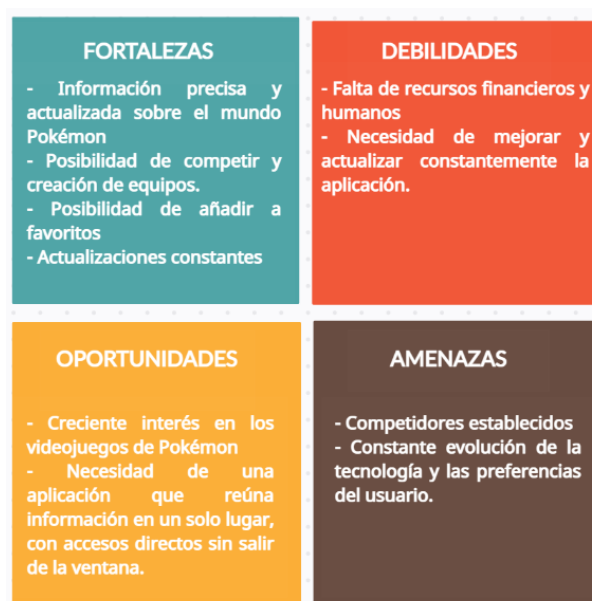 FORTALEZAS
- Información precisa y
actualizada sobre el mundo
Pokémon
- Posibilidad de competir y
creación de equipos.
- Posibilidad de añadir a
favoritos
- Actualizaciones constantes
DEBILIDADES
- Falta de recursos financieros y
humanos
- Necesidad de mejorar y
actualizar constantemente la
aplicación.
OPORTUNIDADES
- Creciente interés en los
videojuegos de Pokémon
- Necesidad de una
aplicación que reúna
información en un solo lugar,
con accesos directos sin salir
de la ventana.
AMENAZAS
- Competidores establecidos
- Constante evolución de la
tecnología y las preferencias
del usuario.